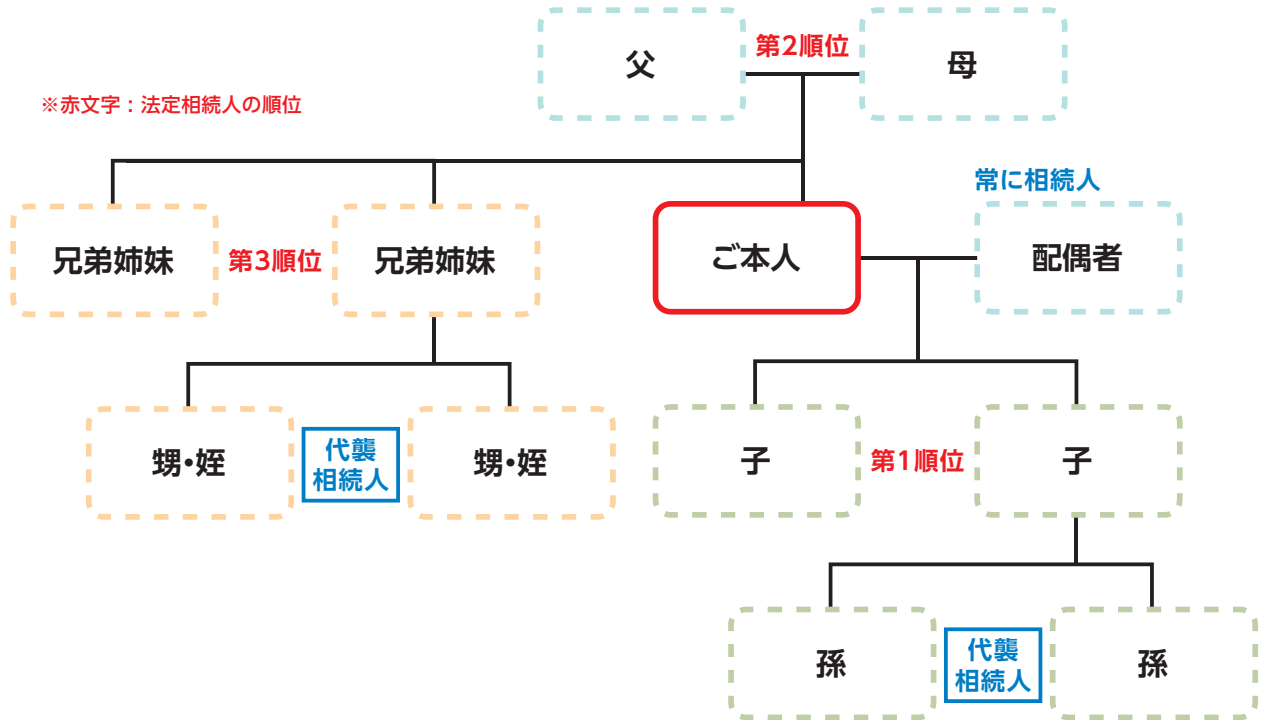 父
第2順位
母
※赤文字：法定相続人の順位
常に相続人
兄弟姉妹
第3順位
兄弟姉妹
ご本人
配偶者
甥・姪
代襲
相続人
甥・姪
子
第1順位
子
孫
代襲
相続人
孫